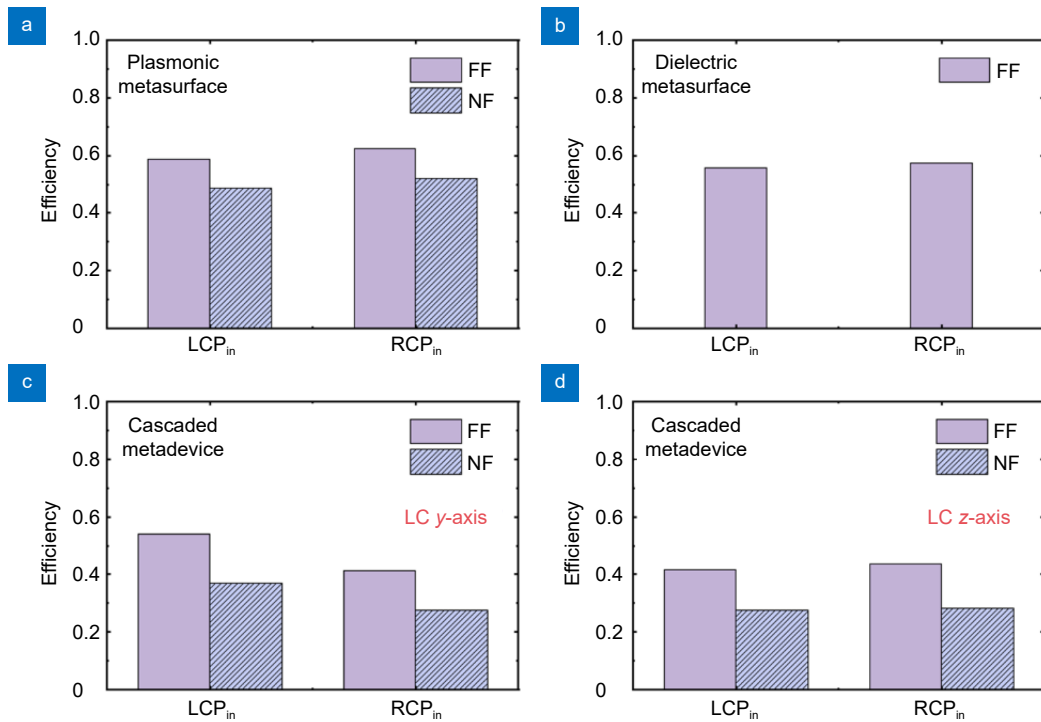 a
1.0
0.8
0.6
0.4
0.2
0
Efficiency
Plasmonic
metasurface
FF
NF
LCPin
RCPin
b
1.0
0.8
0.6
0.4
0.2
0
Efficiency
Dielectric
metasurface
FF
LCPin
RCPin
c
1.0
0.8
0.6
0.4
0.2
0
Efficiency
Cascaded
metadevice
FF
NF
LC y-axis
LCPin
RCPin
d
1.0
0.8
0.6
0.4
0.2
0
Efficiency
Cascaded
metadevice
FF
NF
LC z-axis
LCPin
RCPin